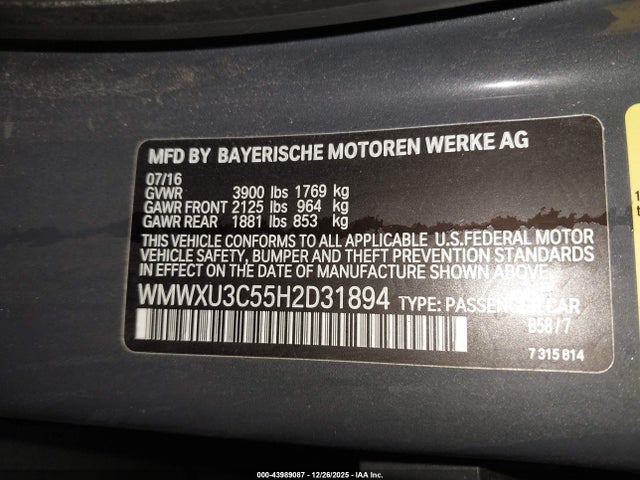 MFD BY BAYERISCHE MOTOREN WERKE AG
07/16
GVWR 3900 lbs 1769 kg
GAWR FRONT 2125 lbs 964 kg
GAWR REAR 1881 lbs 853 kg
THIS VEHICLE CONFORMS TO ALL APPLICABLE U.S.FEDERAL MOTOR
VEHICLE SAFETY, BUMPER AND THEFT PREVENTION STANDARDS
IN EFFECT ON THE DATE OF MANUFACTURE SHOWN ABOVE.
WMWXU3C55H2D31894 TYPE: CAR
B58/7
7 315 814
000-43989087 - 12/26/2025 - IAA Inc.